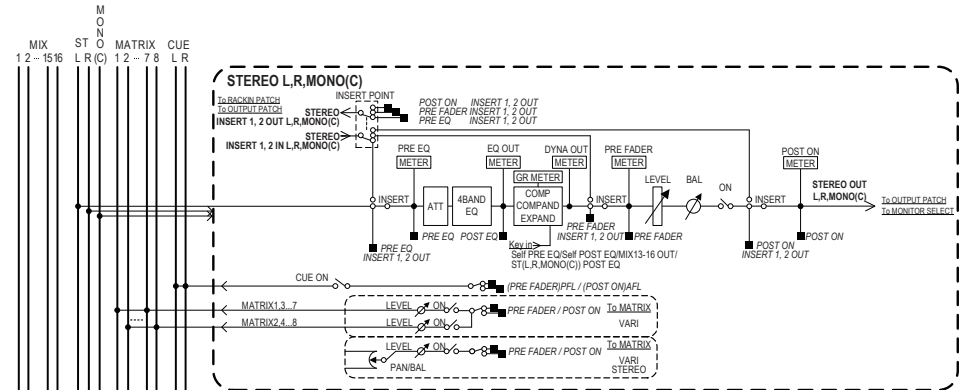 M
O
N
O
MIX
ST
MATRIX
CUE
1 2 ··· 1516
L R (C)
1 2 ··· 7 8
L R
STEREO L,R,MONO(C)
INSERT POINT
To RACKIN PATCH
To OUTPUT PATCH
STEREO
INSERT 1, 2 OUT L,R,MONO(C)
STEREO
INSERT 1, 2 IN L,R,MONO(C)
POST ON INSERT 1, 2 OUT
PRE FADER INSERT 1, 2 OUT
PRE EQ INSERT 1, 2 OUT
PRE EQ
METER
EQ OUT
METER
DYNA OUT
METER
PRE FADER
METER
POST ON
METER
GR METER
INSERT
ATT
4BAND
EQ
COMP
COMPAND
EXPAND
INSERT
LEVEL
BAL
ON
INSERT
STEREO OUT
L,R,MONO(C)
To OUTPUT PATCH
To MONITOR SELECT
PRE EQ
INSERT 1, 2 OUT
PRE EQ
POST EQ
PRE FADER
INSERT 1, 2 OUT
PRE FADER
POST ON
INSERT 1, 2 OUT
POST ON
Key in
Self PRE EQ/Self POST EQ/MIX13-16 OUT/
ST(L,R,MONO(C)) POST EQ
CUE ON
(PRE FADER)PFL / (POST ON)AFL
MATRIX1,3...7
LEVEL
ON
PRE FADER / POST ON
To MATRIX
VARI
MATRIX2,4...8
LEVEL
ON
LEVEL
ON
PRE FADER / POST ON
To MATRIX
VARI
STEREO
PAN/BAL